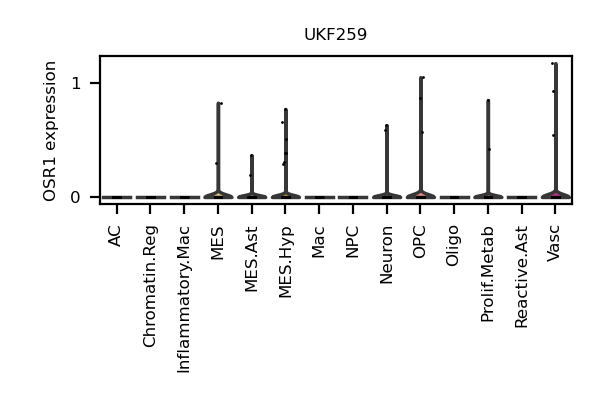 UKF259
OSR1 expression
1
0
AC
Chromatin.Reg
Inflammatory.Mac
MES
MES.Ast
MES.Hyp
Mac
NPC
Neuron
OPC
Oligo
Prolif.Metab
Reactive.Ast
Vasc